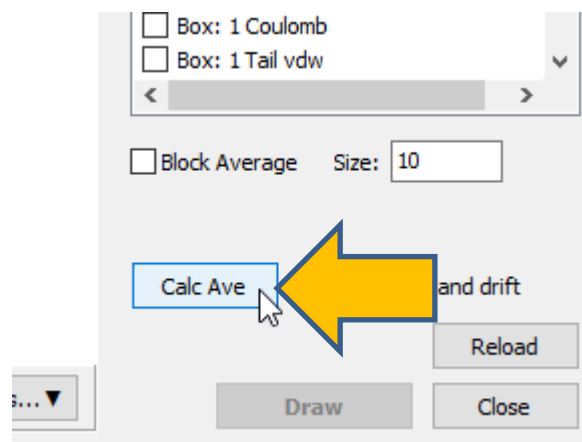 Box: 1 Coulomb
Box: 1 Tail vdw
Block Average Size: 10
Calc Ave and drift
Reload
s...▼
Draw Close